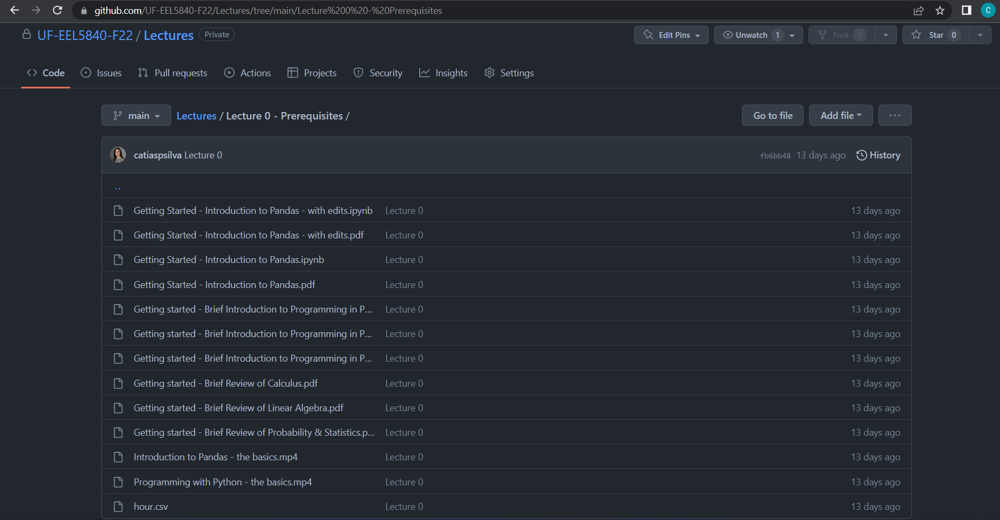 github.com/UF-EEL5840-F22/Lectures/tree/main/Lecture%200%20-%20Prerequisites
C
UF-EEL5840-F22 / Lectures Private
Edit Pins Unwatch 1 Fork 0 Star 0
Code Issues Pull requests Actions Projects Security Insights Settings
main Lectures / Lecture 0 - Prerequisites / Go to file Add file ...
catiaspsilva Lecture 0 fb6bb48 13 days ago History
..
Getting Started - Introduction to Pandas - with edits.ipynb Lecture 0 13 days ago
Getting Started - Introduction to Pandas - with edits.pdf Lecture 0 13 days ago
Getting Started - Introduction to Pandas.ipynb Lecture 0 13 days ago
Getting Started - Introduction to Pandas.pdf Lecture 0 13 days ago
Getting started - Brief Introduction to Programming in P... Lecture 0 13 days ago
Getting started - Brief Introduction to Programming in P... Lecture 0 13 days ago
Getting started - Brief Introduction to Programming in P... Lecture 0 13 days ago
Getting started - Brief Review of Calculus.pdf Lecture 0 13 days ago
Getting started - Brief Review of Linear Algebra.pdf Lecture 0 13 days ago
Getting started - Brief Review of Probability & Statistics.p... Lecture 0 13 days ago
Introduction to Pandas - the basics.mp4 Lecture 0 13 days ago
Programming with Python - the basics.mp4 Lecture 0 13 days ago
hour.csv Lecture 0 13 days ago